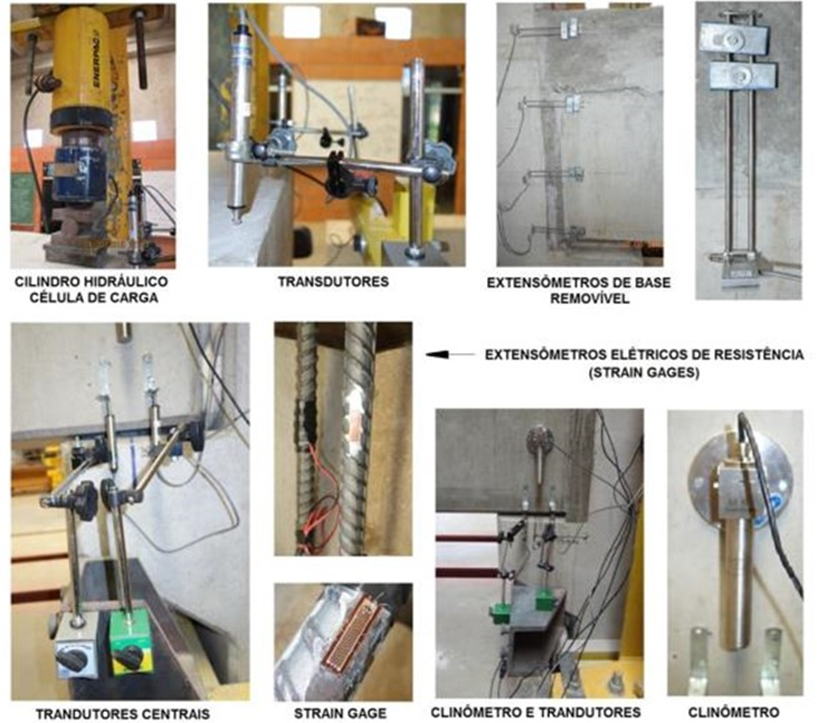 ENERPAC
CILINDRO HIDRÁULICO
CÉLULA DE CARGA
TRANSDUTORES
EXTENSÔMETROS DE BASE
REMOVÍVEL
EXTENSÔMETROS ELÉTRICOS DE RESISTÊNCIA
(STRAIN GAGES)
TRANDUTORES CENTRAIS
STRAIN GAGE
CLINÔMETRO E TRANDUTORES
CLINÔMETRO